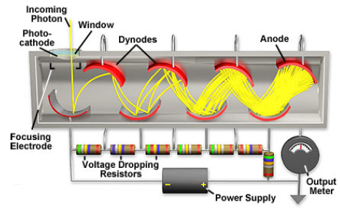 Incoming
Photon
Window
Photo-
cathode
Dynodes
Anode
Focusing
Electrode
Voltage Dropping
Resistors
Power Supply
Output
Meter